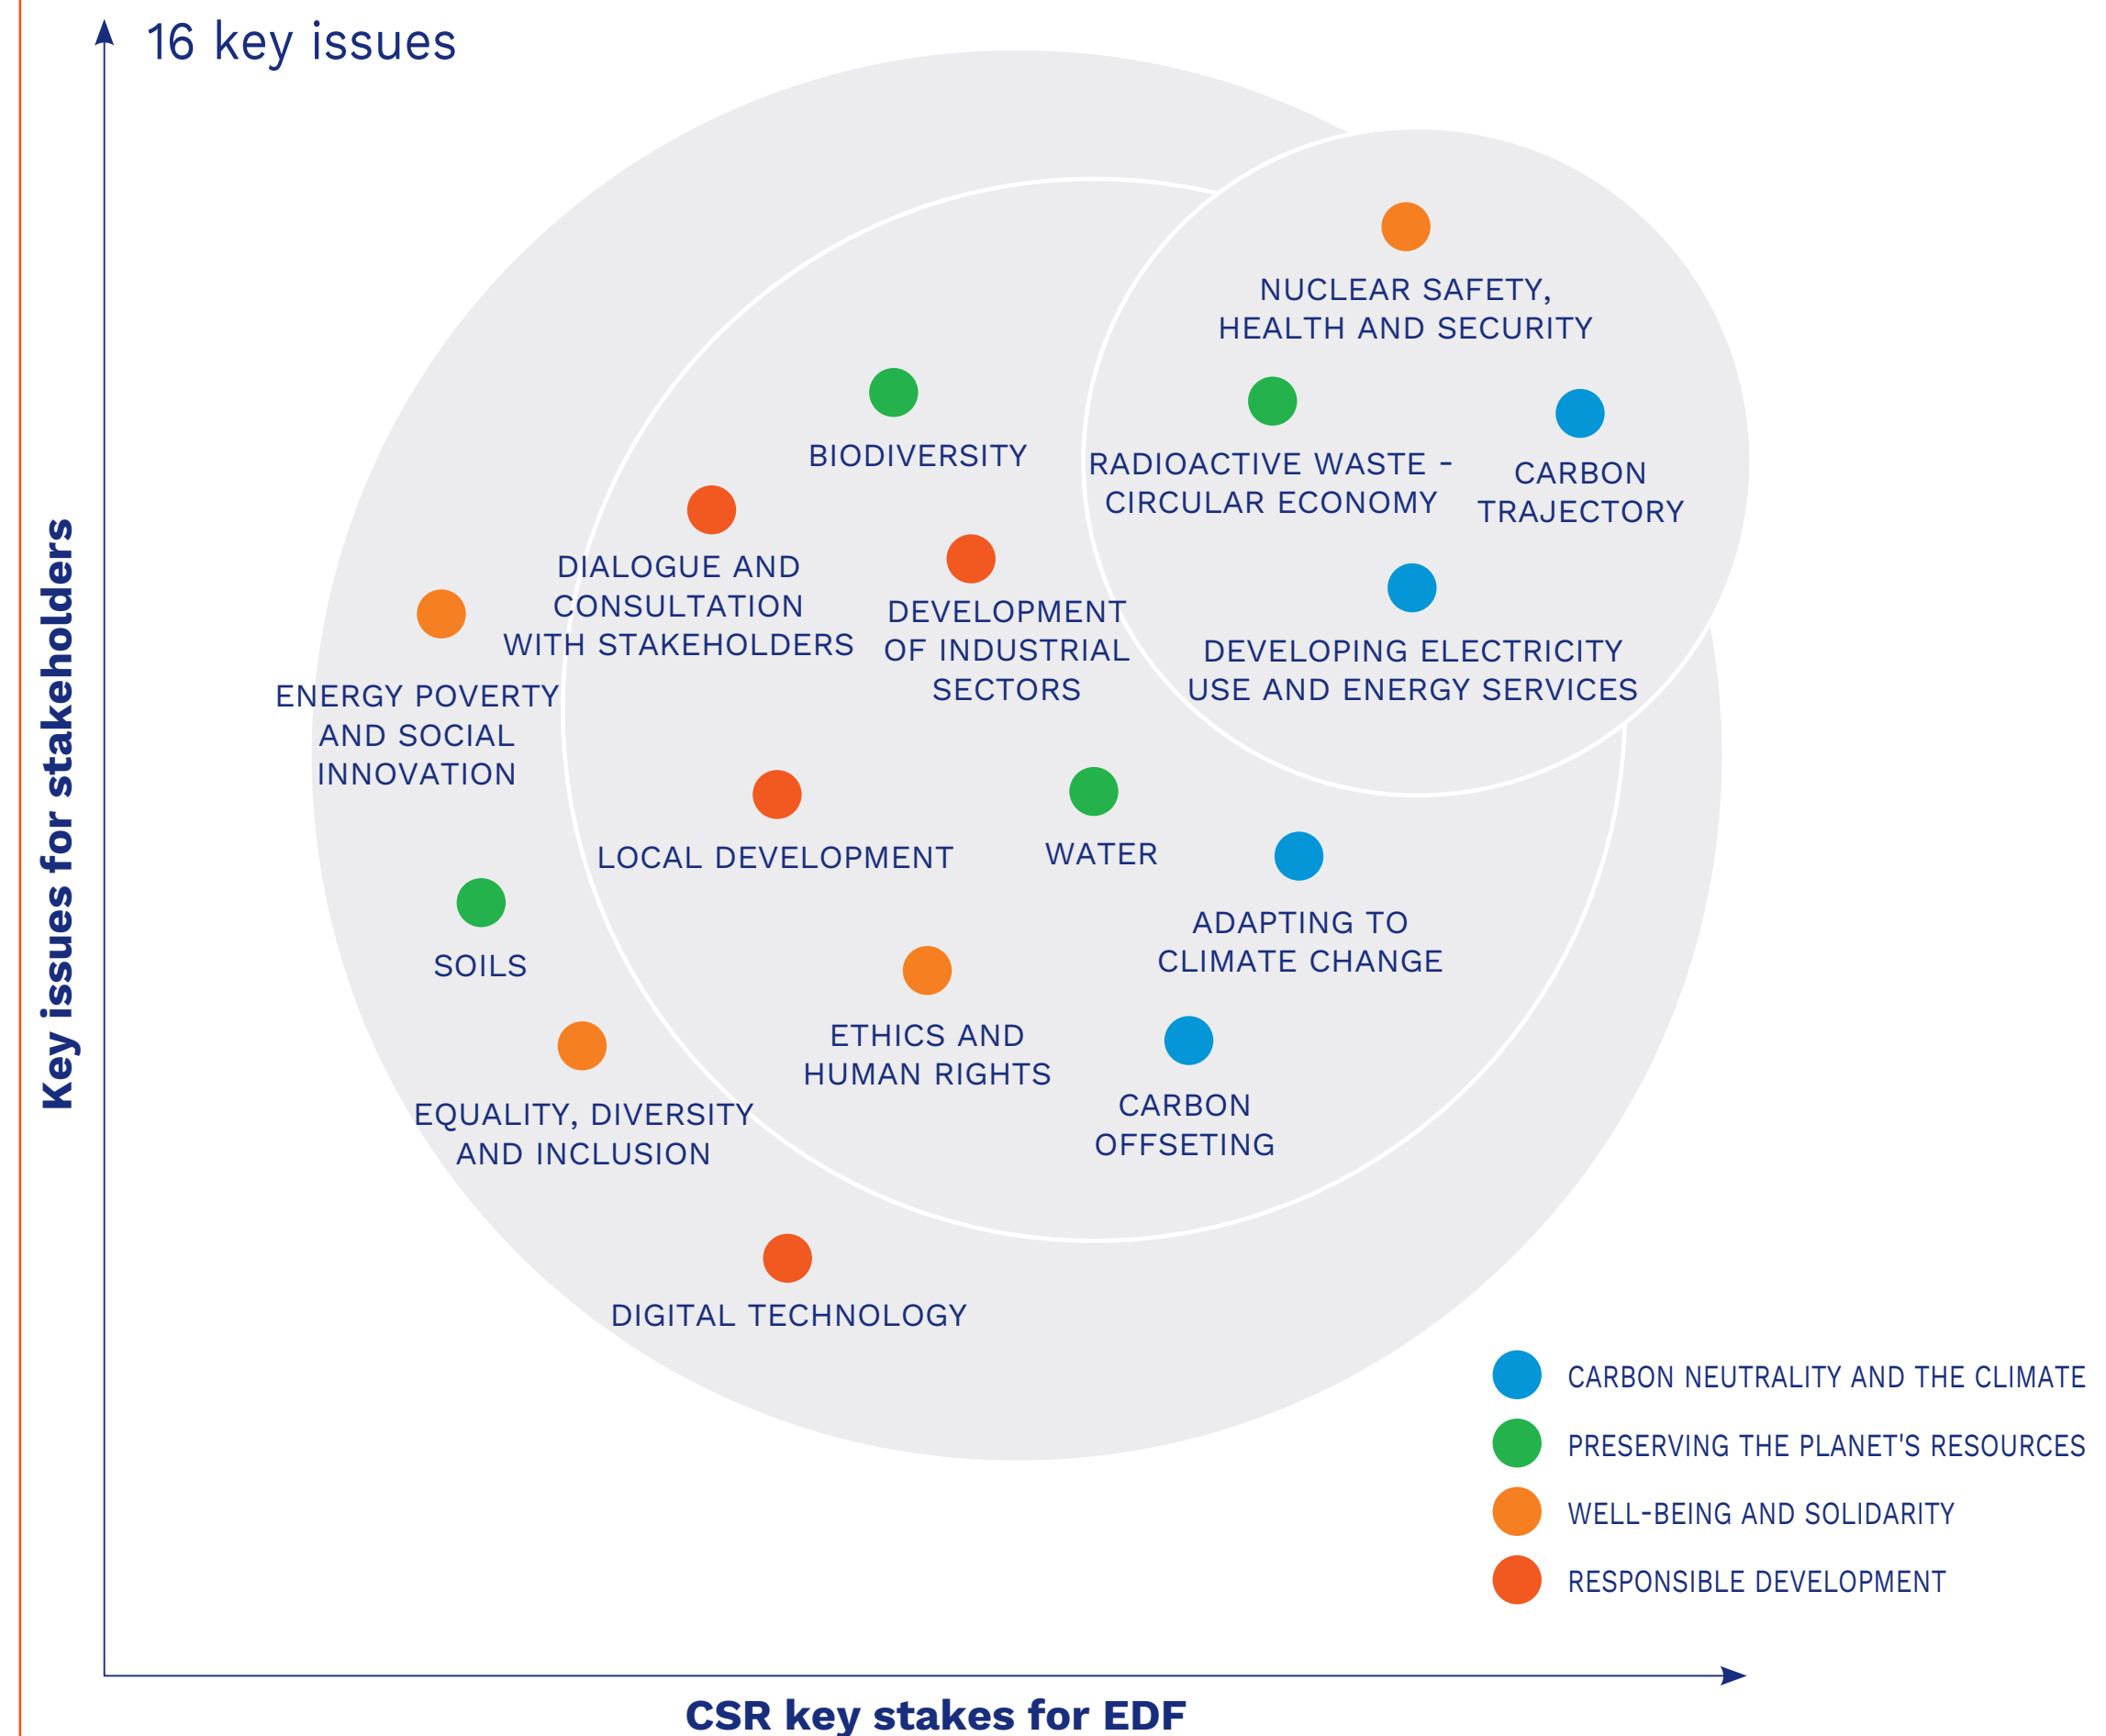 16 key issues
Key issues for stakeholders
NUCLEAR SAFETY,
HEALTH AND SECURITY
BIODIVERSITY
RADIOACTIVE WASTE -
CIRCULAR ECONOMY
CARBON
TRAJECTORY
DIALOGUE AND
CONSULTATION
WITH STAKEHOLDERS
DEVELOPMENT
OF INDUSTRIAL
SECTORS
DEVELOPING ELECTRICITY
USE AND ENERGY SERVICES
ENERGY POVERTY
AND SOCIAL
INNOVATION
LOCAL DEVELOPMENT
WATER
ADAPTING TO
CLIMATE CHANGE
SOILS
ETHICS AND
HUMAN RIGHTS
CARBON
OFFSETING
EQUALITY, DIVERSITY
AND INCLUSION
DIGITAL TECHNOLOGY
CARBON NEUTRALITY AND THE CLIMATE
PRESERVING THE PLANET'S RESOURCES
WELL-BEING AND SOLIDARITY
RESPONSIBLE DEVELOPMENT
CSR key stakes for EDF